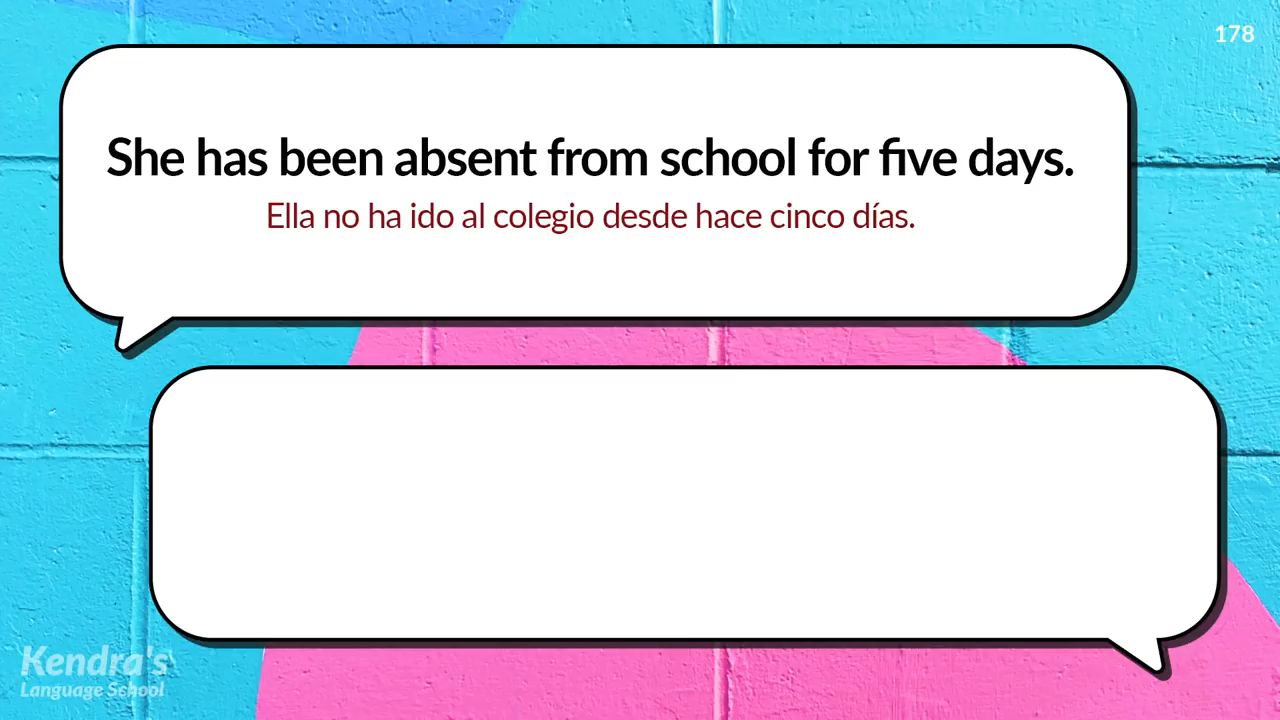 178
She has been absent from school for five days.
Ella no ha ido al colegio desde hace cinco días.
Kendra's
Language School